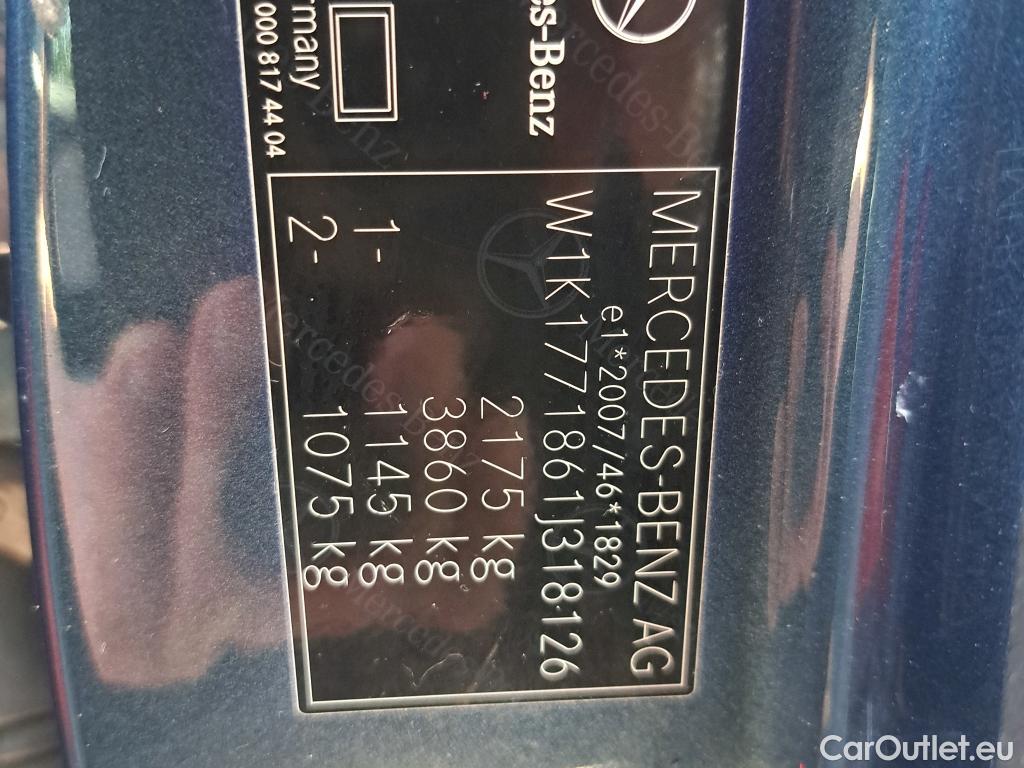 es-Benz
rmany
000 817 44 04
MERCEDES-BENZ AG
e1*2007/46*1829
W1K1771861J318126
2175 kg
3860 kg
1- 1145 kg
2- 1075 kg
CarOutlet.eu